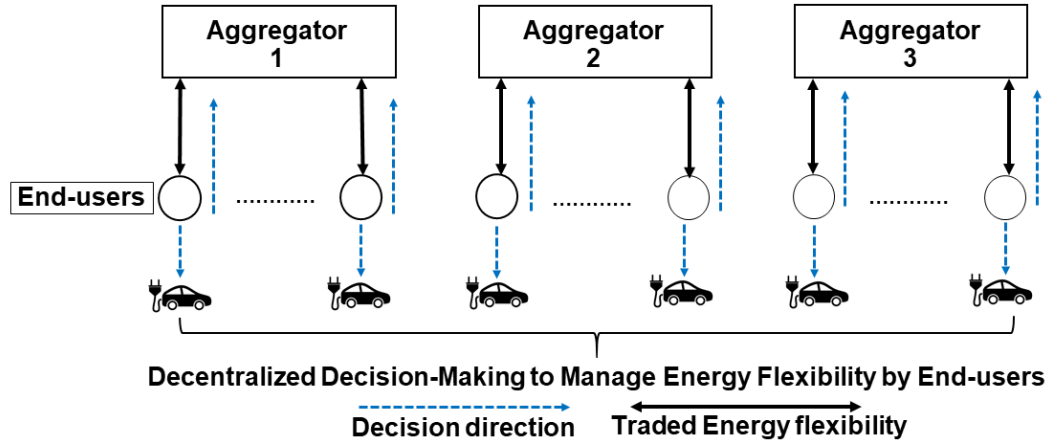 Aggregator
1
Aggregator
2
Aggregator
3
End-users
............
............
............
Decentralized Decision-Making to Manage Energy Flexibility by End-users
Decision direction
Traded Energy flexibility